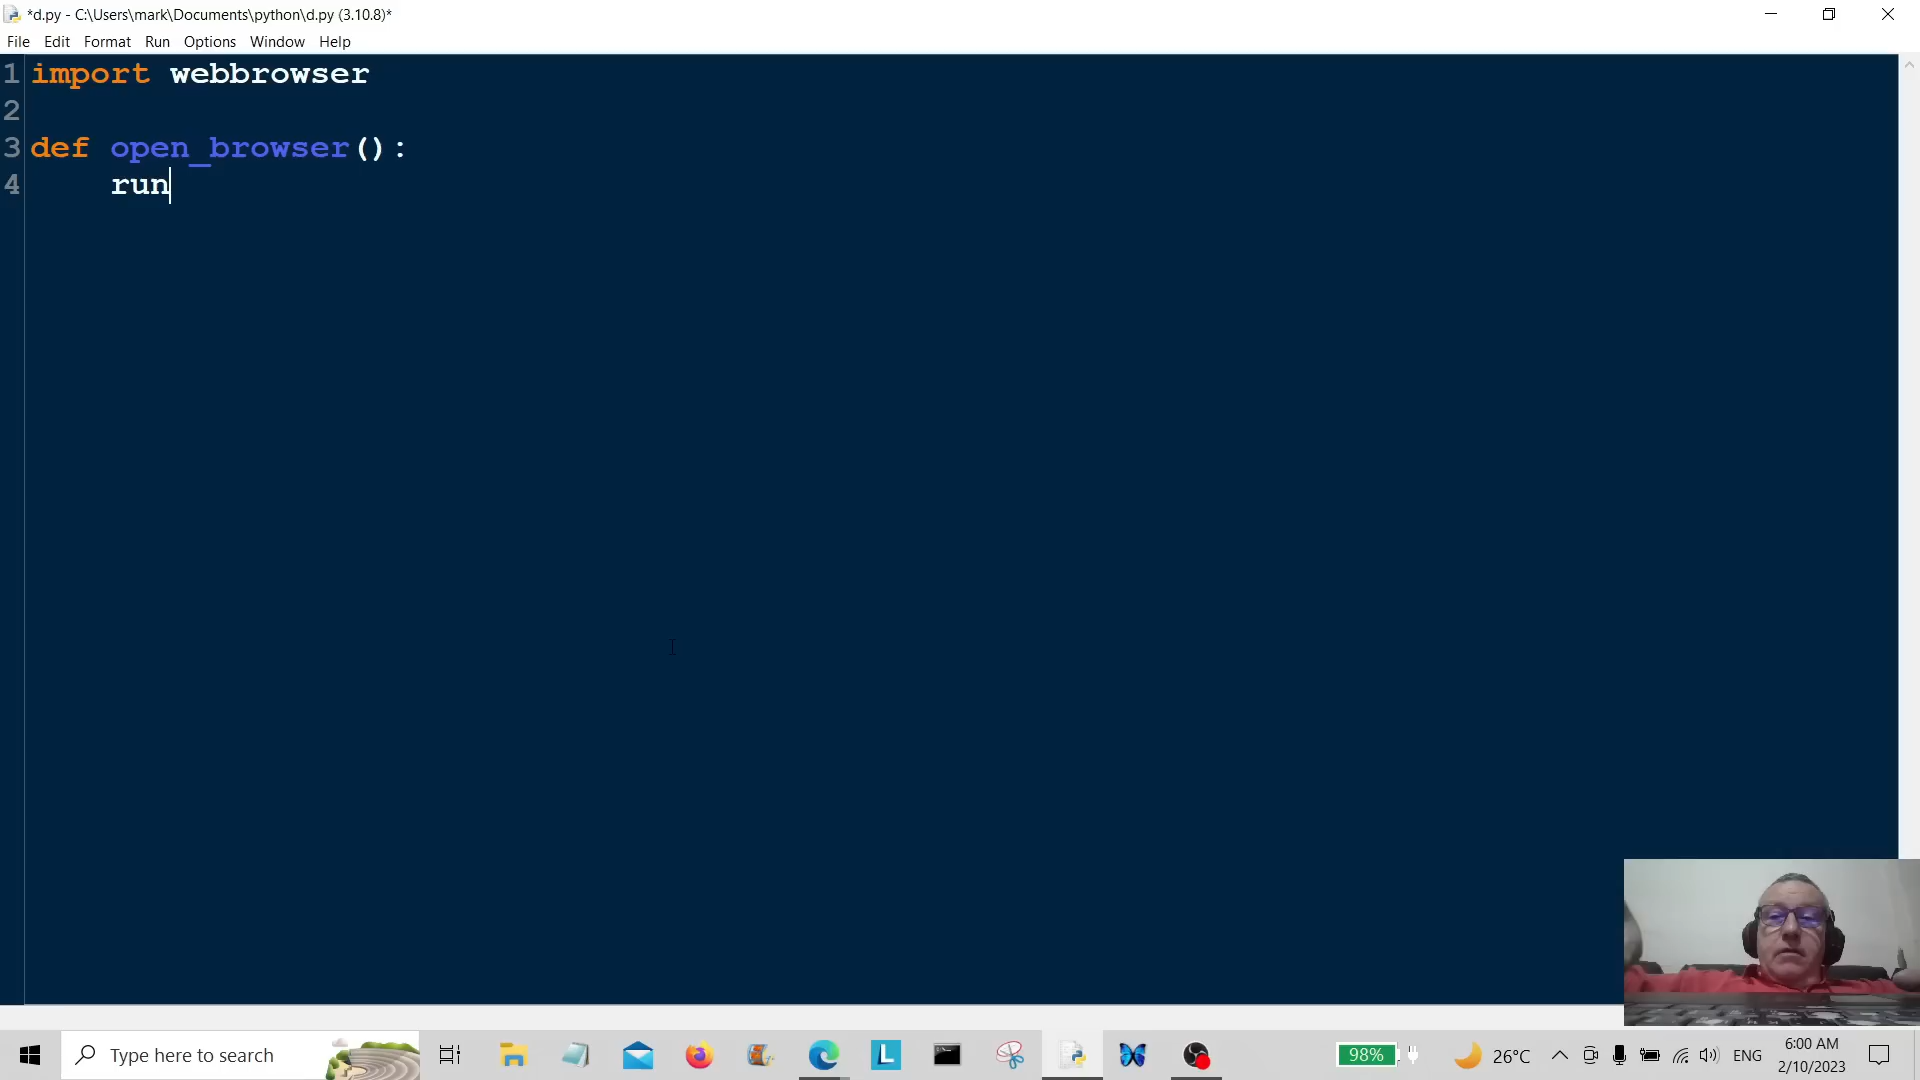 *d.py - C:\Users\mark\Documents\python\d.py (3.10.8)*
File Edit Format Run Options Window Help
1 import webbrowser
2
3 def open_browser():
4 run
Type here to search
L
98%
26°C
ENG
6:00 AM
2/10/2023